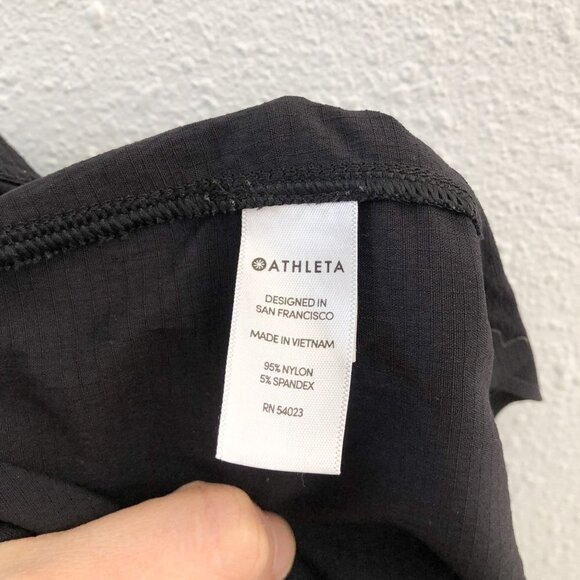 ATHLETA
DESIGNED IN
SAN FRANCISCO
MADE IN VIETNAM
95% NYLON
5% SPANDEX
RN 54023